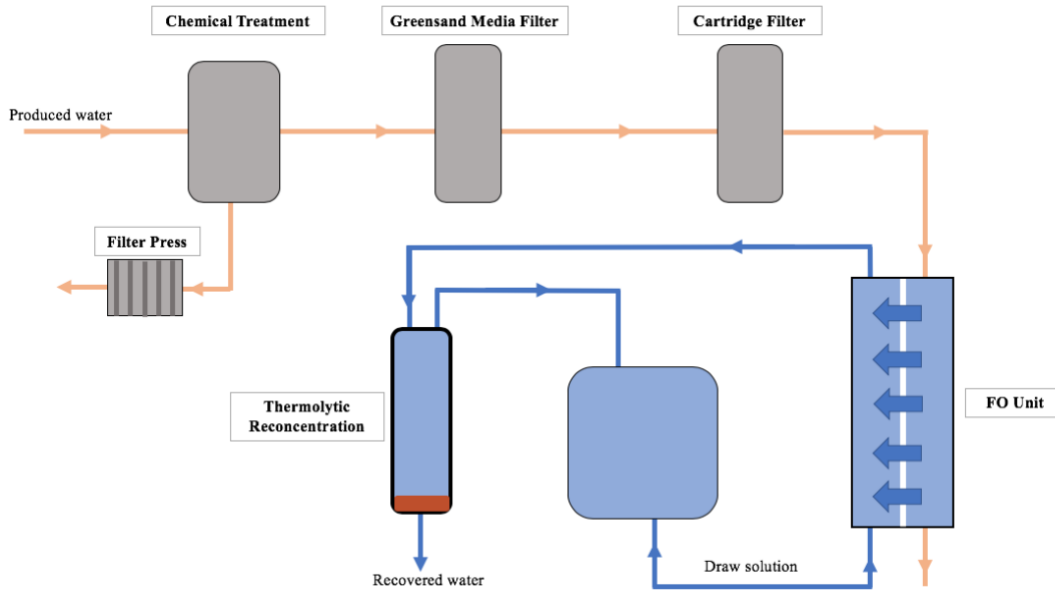 Chemical Treatment
Greensand Media Filter
Cartridge Filter
Produced water
Filter Press
Thermolytic
Reconcentration
FO Unit
Draw solution
Recovered water